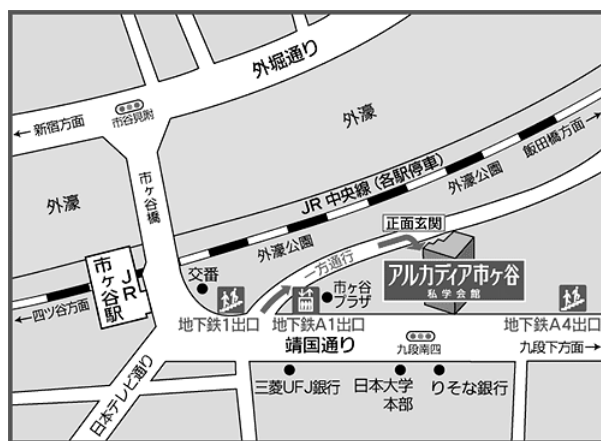 外堀通り
←新宿方面
市谷見附
外濠
飯田橋方面→
市ヶ谷橋
JR中央線(各駅停車)
外濠公園
外濠
外濠公園
正面玄関
一方通行
JR
市ヶ谷駅
交番
市ヶ谷
プラザ
アルカディア市ヶ谷
私学会館
←四ツ谷方面
地下鉄1出口
地下鉄A1出口
地下鉄A4出口
靖国通り
九段南四
九段下方面→
日本テレビ通り
三菱UFJ銀行
日本大学
本部
りそな銀行